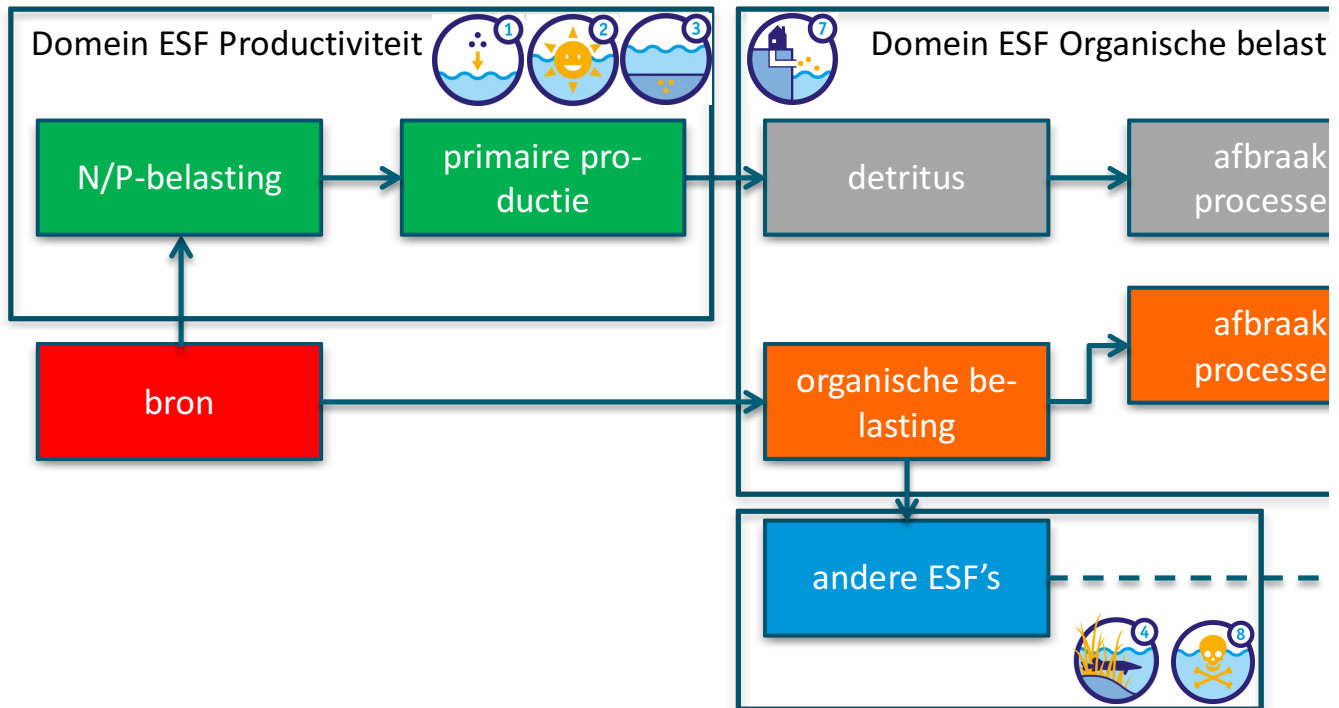 Domein ESF Productiviteit
1
2
3
7
Domein ESF Organische belast
N/P-belasting
primaire pro-
ductie
detritus
afbraak
processe
bron
organische be-
lasting
afbraak
processe
andere ESF's
4
8